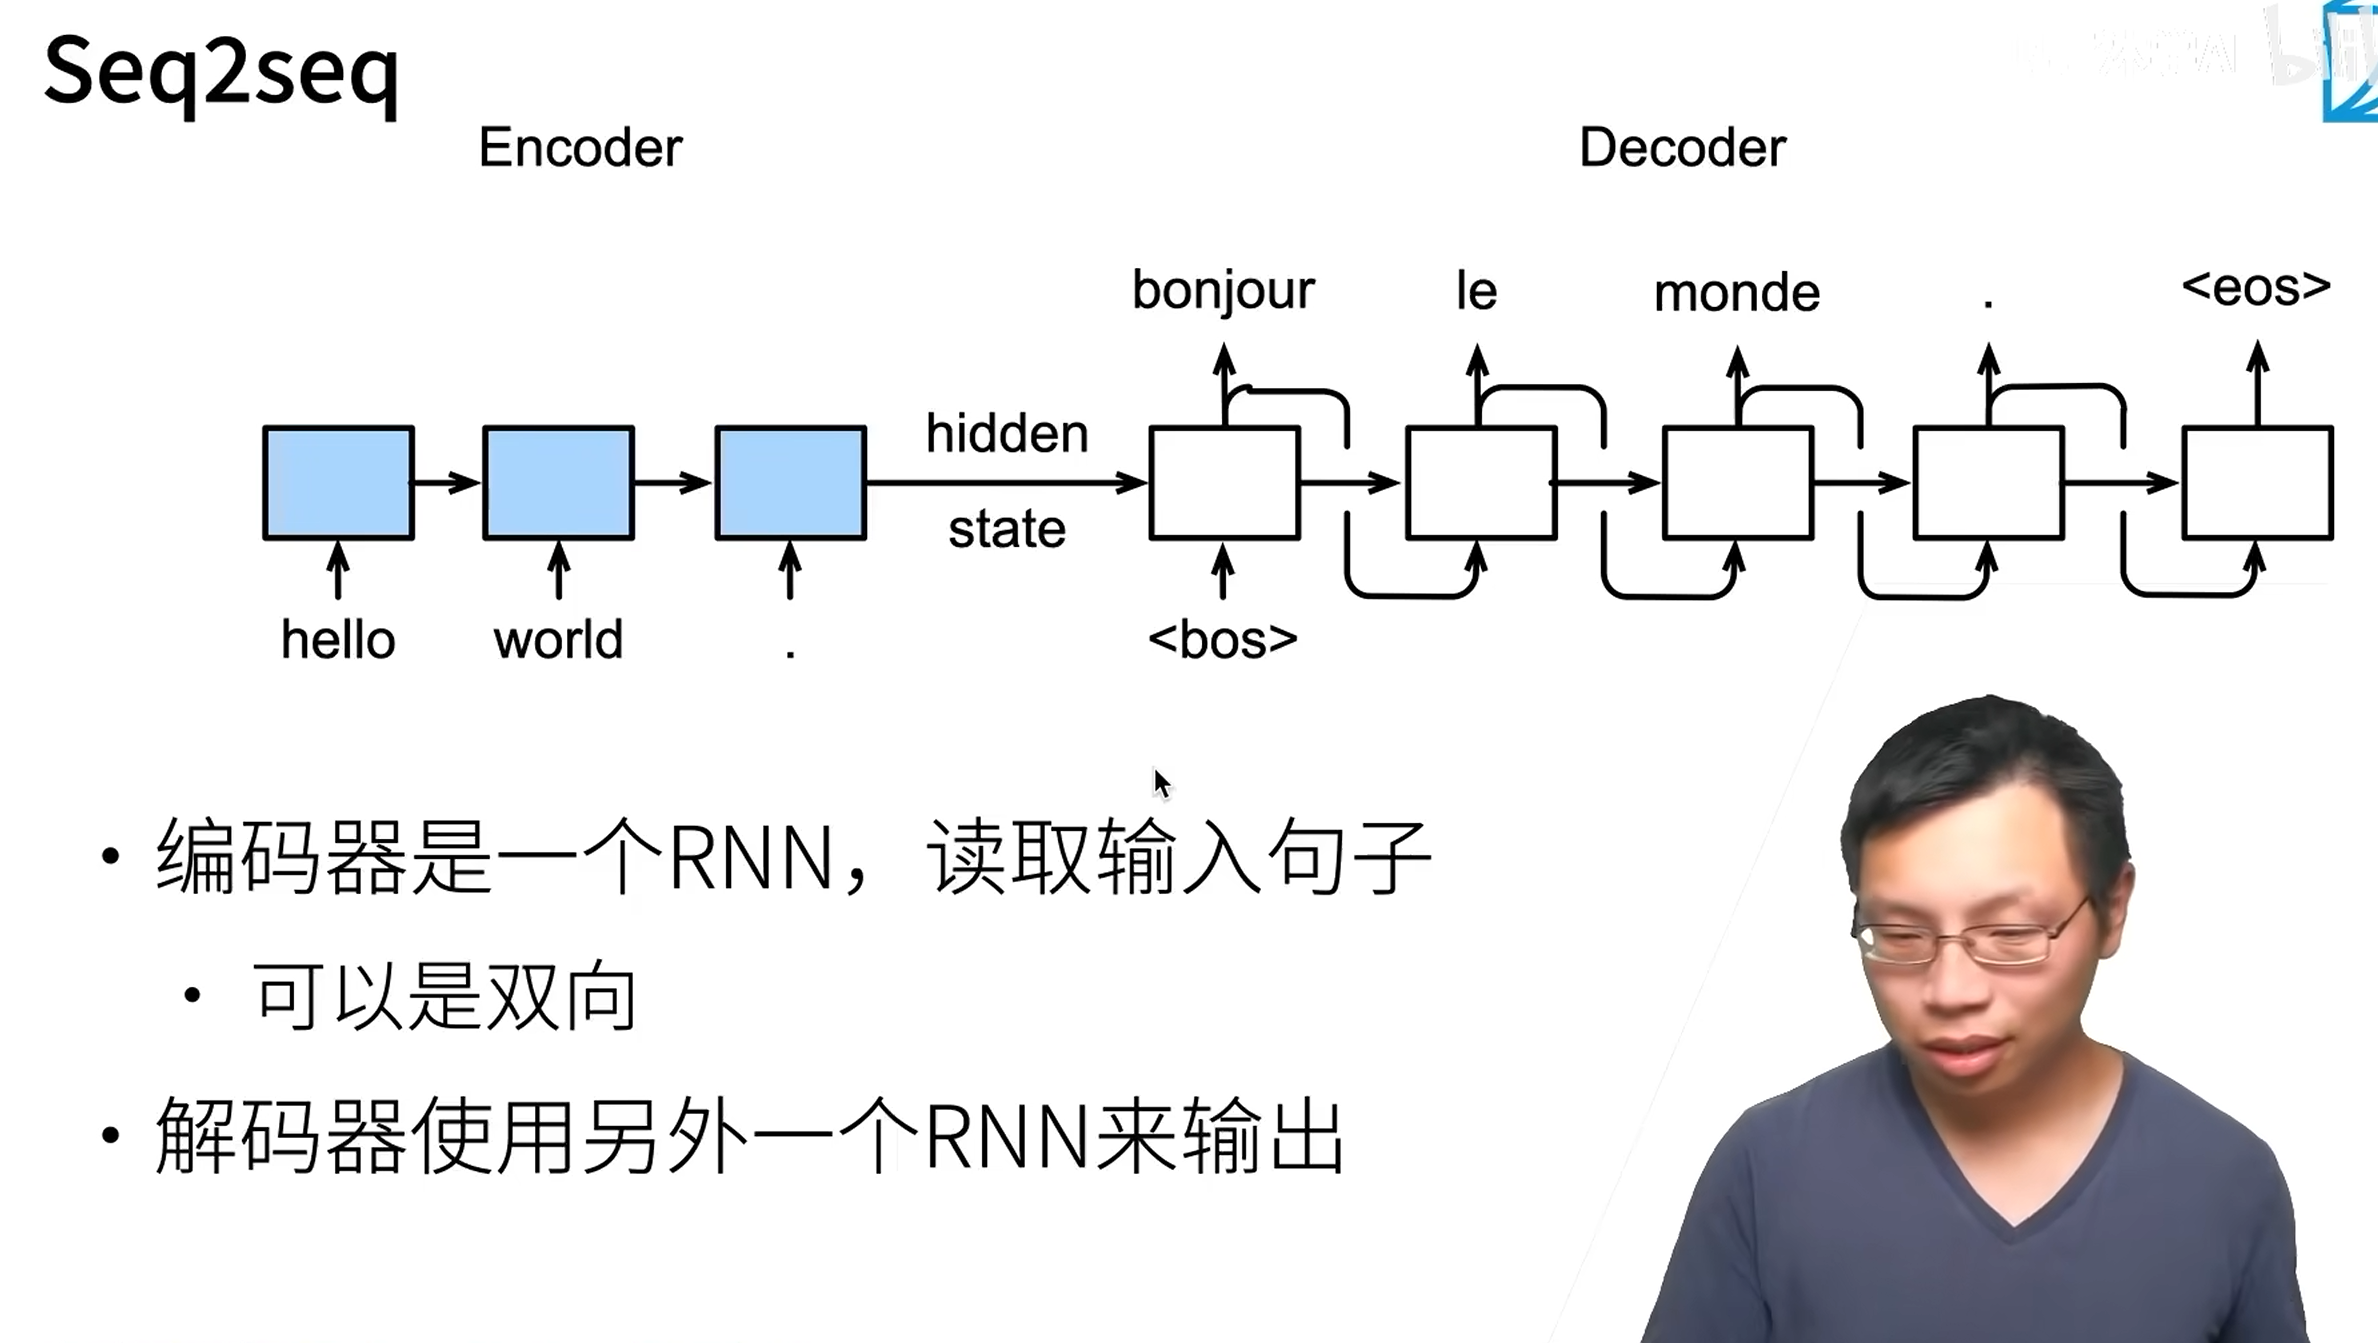 Seq2seq
Encoder
Decoder
bonjour le monde . <eos>
hidden
state
hello world . <bos>
• 编码器是一个RNN，读取输入句子
• 可以是双向
• 解码器使用另外一个RNN来输出